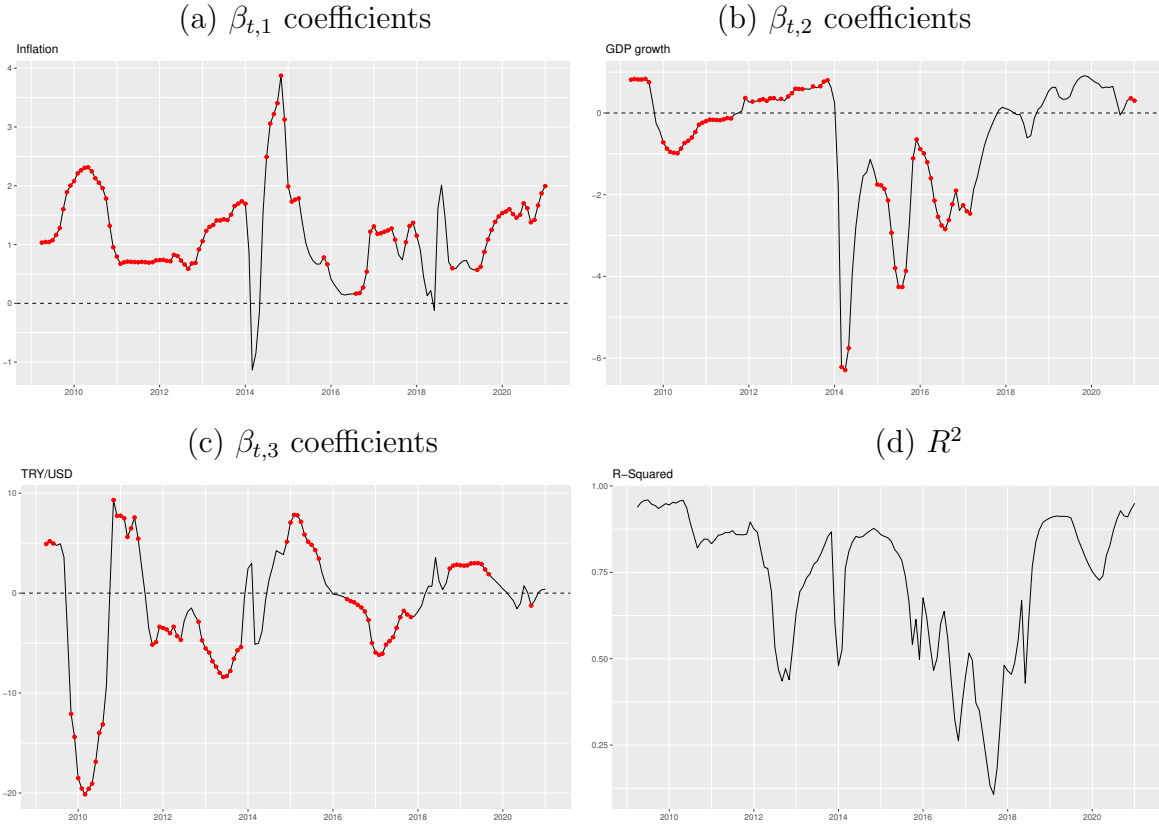 (a) β_{t,1} coefficients
Inflation
4
3
2
1
0
−1
2010 2012 2014 2016 2018 2020
(b) β_{t,2} coefficients
GDP growth
0
−2
−4
−6
2010 2012 2014 2016 2018 2020
(c) β_{t,3} coefficients
TRY/USD
10
0
−10
−20
2010 2012 2014 2016 2018 2020
(d) R²
R−Squared
1.00
0.75
0.50
0.25
2010 2012 2014 2016 2018 2020